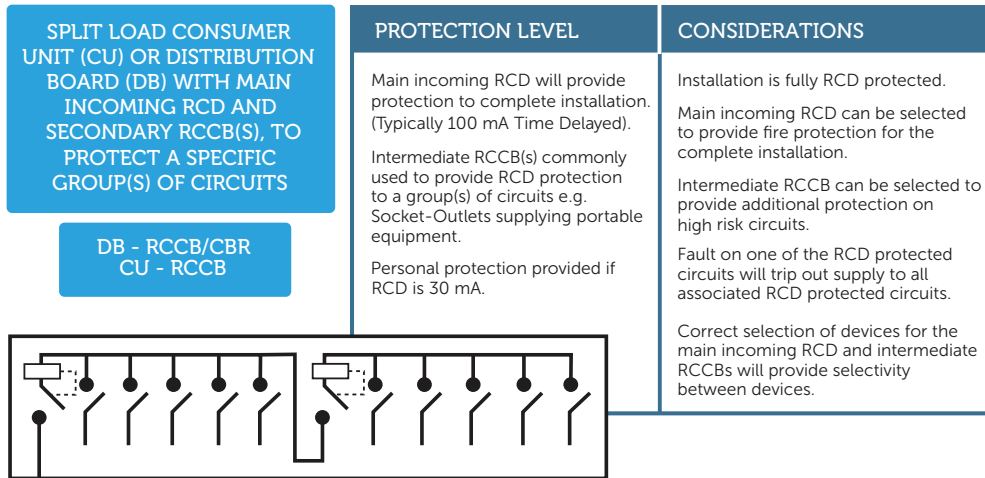 SPLIT LOAD CONSUMER
UNIT (CU) OR DISTRIBUTION
BOARD (DB) WITH MAIN
INCOMING RCD AND
SECONDARY RCCB(S), TO
PROTECT A SPECIFIC
GROUP(S) OF CIRCUITS
DB - RCCB/CBR
CU - RCCB
PROTECTION LEVEL
Main incoming RCD will provide
protection to complete installation.
(Typically 100 mA Time Delayed).
Intermediate RCCB(s) commonly
used to provide RCD protection
to a group(s) of circuits e.g.
Socket-Outlets supplying portable
equipment.
Personal protection provided if
RCD is 30 mA.
CONSIDERATIONS
Installation is fully RCD protected.
Main incoming RCD can be selected
to provide fire protection for the
complete installation.
Intermediate RCCB can be selected to
provide additional protection on
high risk circuits.
Fault on one of the RCD protected
circuits will trip out supply to all
associated RCD protected circuits.
Correct selection of devices for the
main incoming RCD and intermediate
RCCBs will provide selectivity
between devices.